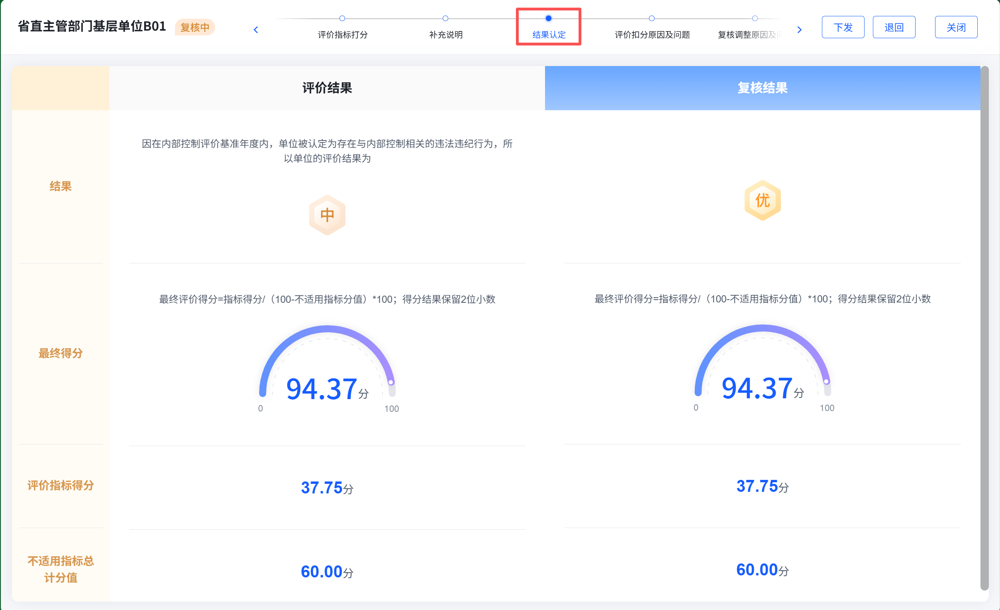 省直主管部门基层单位B01
复核中
评价指标打分
补充说明
结果认定
评价扣分原因及问题
复核调整原因及问
下发
退回
关闭
评价结果
复核结果
结果
因在内部控制评价基准年度内，单位被认定为存在与内部控制相关的违法违纪行为，所
以单位的评价结果为
中
优
最终得分
最终评价得分=指标得分/（100-不适用指标分值）*100；得分结果保留2位小数
94.37分
0
100
最终评价得分=指标得分/（100-不适用指标分值）*100；得分结果保留2位小数
94.37分
0
100
评价指标得分
37.75分
37.75分
不适用指标总
计分值
60.00分
60.00分